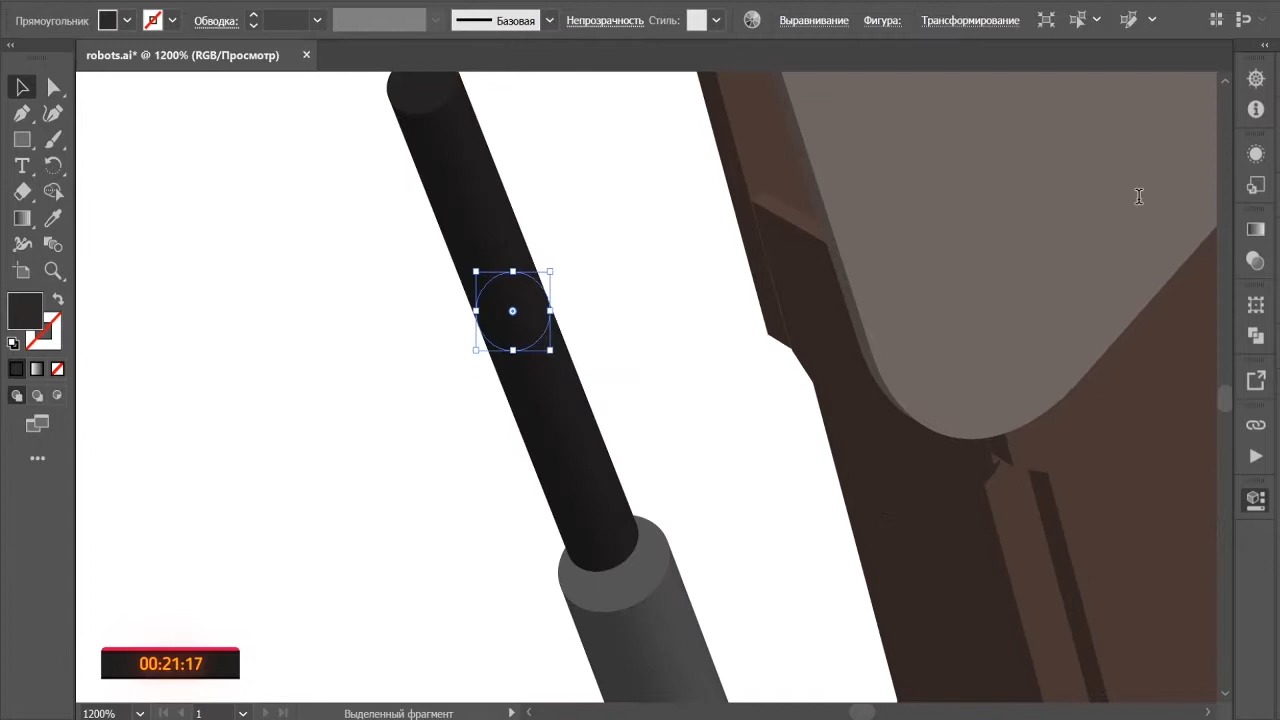 Прямоугольник Обводка: Базовая Непрозрачность Стиль: Выравнивание Фигура: Трансформирование
robots.ai* @ 1200% (RGB/Просмотр)
00:21:17
1200% 1 Выделенный фрагмент